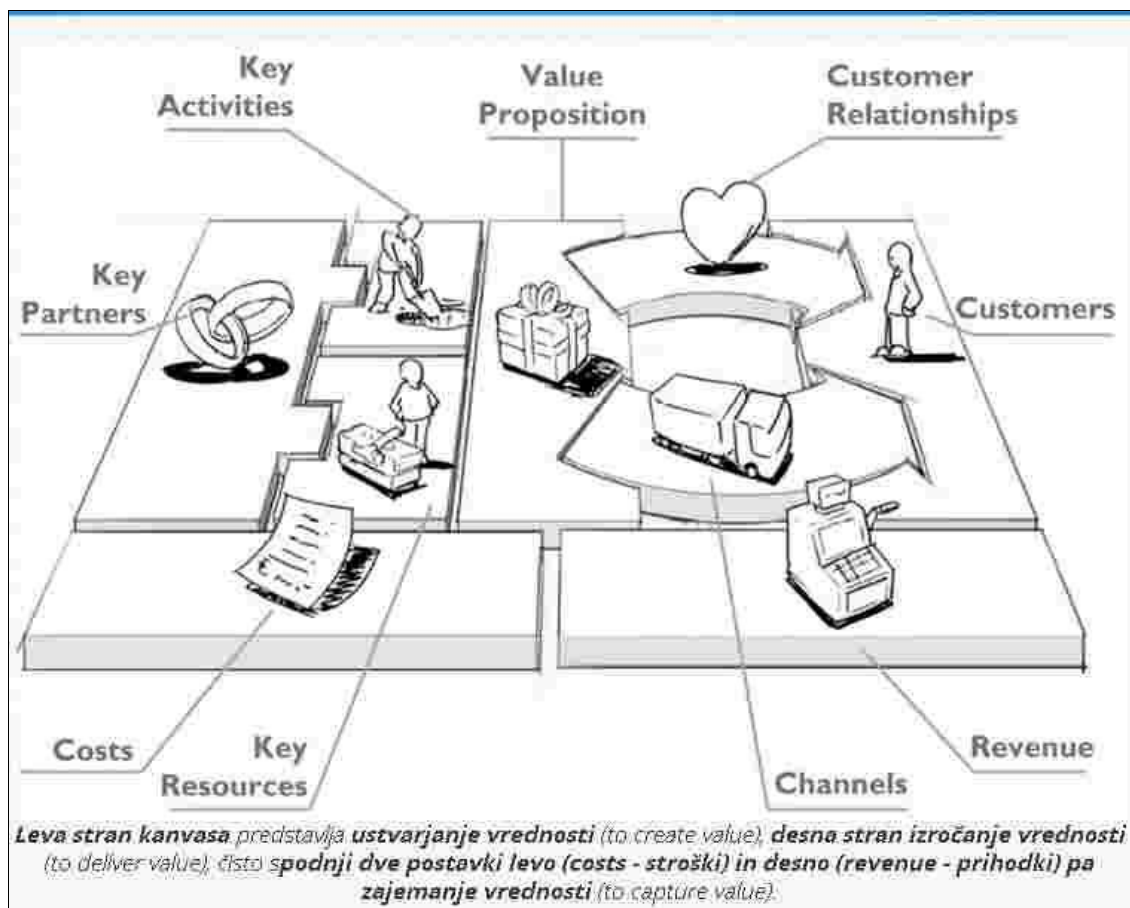 Key
Activities
Value
Proposition
Customer
Relationships
Key
Partners
Customers
Costs
Key
Resources
Channels
Revenue
Leva stran kanvasa predstavlja ustvarjanje vrednosti (to create value), desna stran izročanje vrednosti
(to deliver value), čisto spodnji dve postavki levo (costs - stroški) in desno (revenue - prihodki) pa
zajemanje vrednosti (to capture value).